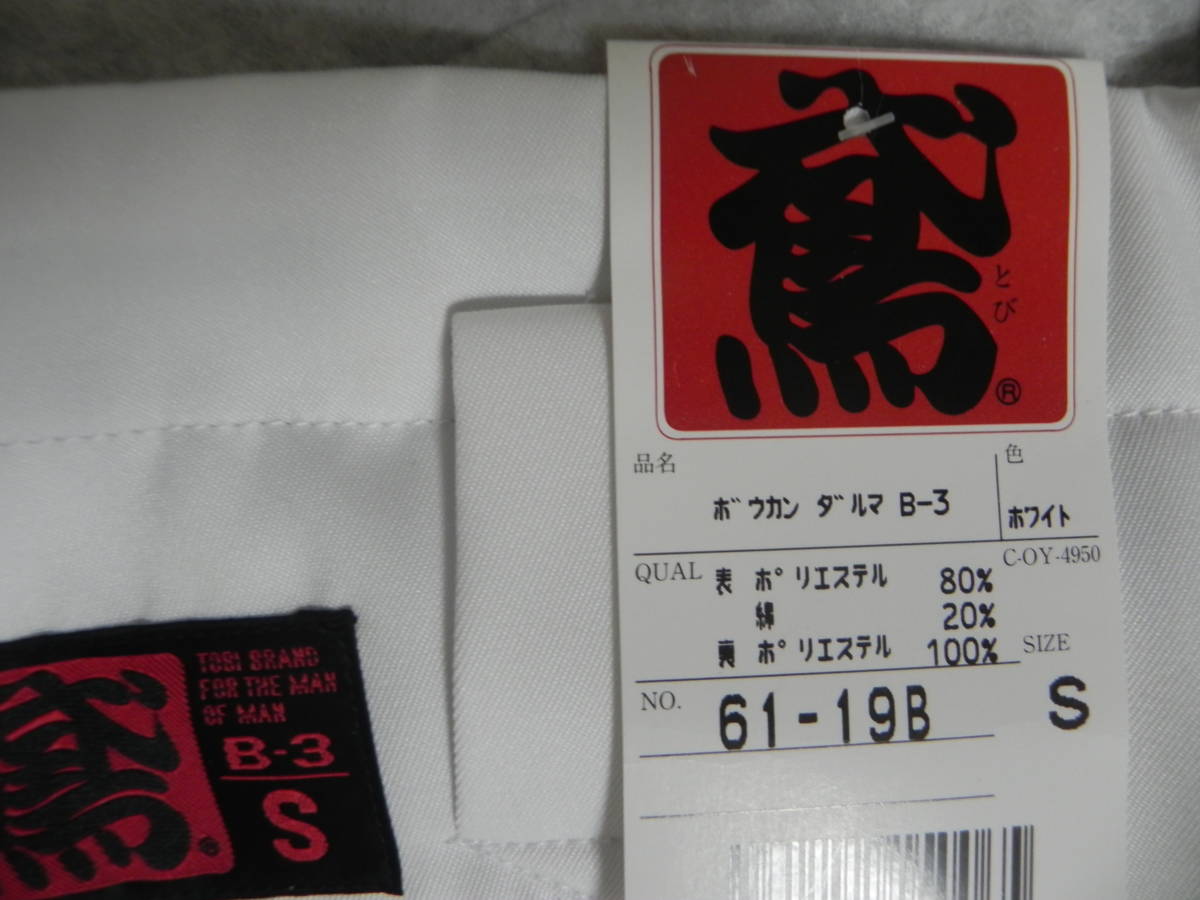 鳶
とび
®
品名
色
ボウカン ダルマ B-3
ホワイト
QUAL
C-OY-4950
表 ポリエステル 80%
綿 20%
裏 ポリエステル 100%
SIZE
NO.
61-19B
S
鳶
®
TOBI BRAND
FOR THE MAN
OF MAN
B-3
S